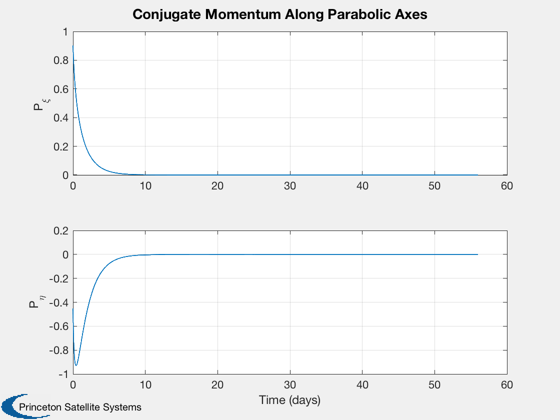 Conjugate Momentum Along Parabolic Axes
1
0.8
0.6
0.4
0.2
0
P_ξ
0 10 20 30 40 50 60
0.2
0
-0.2
-0.4
-0.6
-0.8
-1
P_η
0 10 20 30 40 50 60
Time (days)
Princeton Satellite Systems